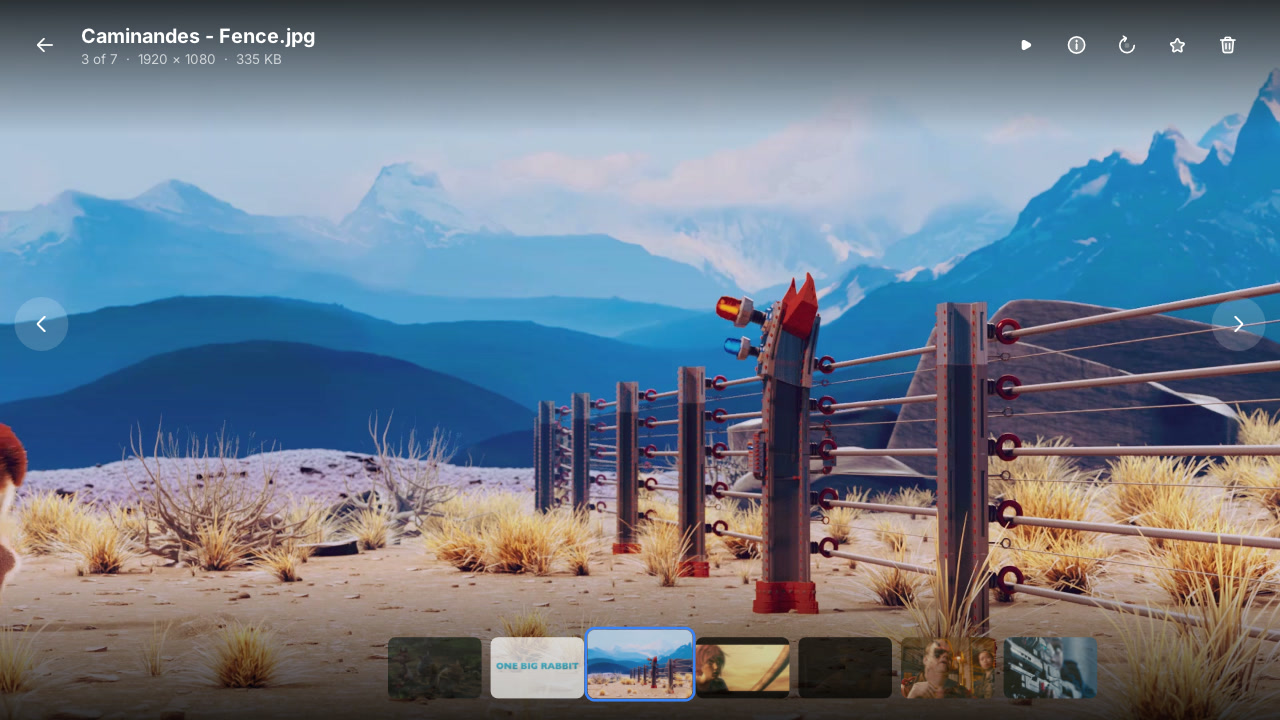 Caminandes - Fence.jpg
3 of 7 · 1920 × 1080 · 335 KB
ONE BIG RABBIT